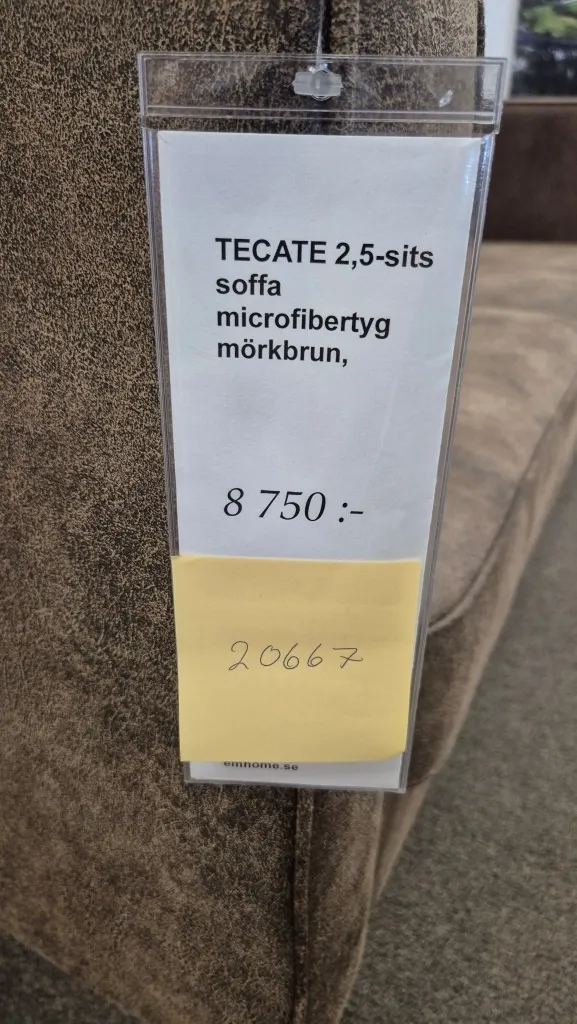 TECATE 2,5-sits
soffa
microfibertyg
mörkbrun,
8 750 :-
20667
emhome.se